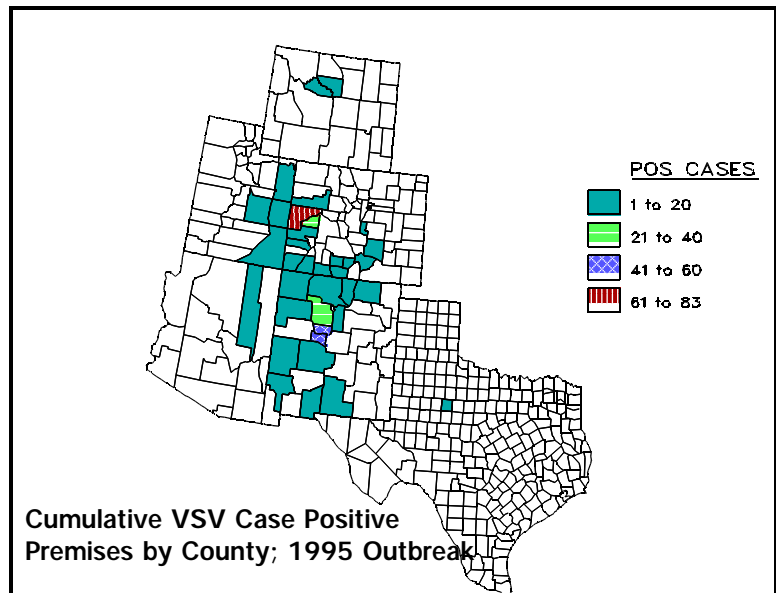 POS CASES
1 to 20
21 to 40
41 to 60
61 to 83
Cumulative VSV Case Positive
Premises by County; 1995 Outbreak